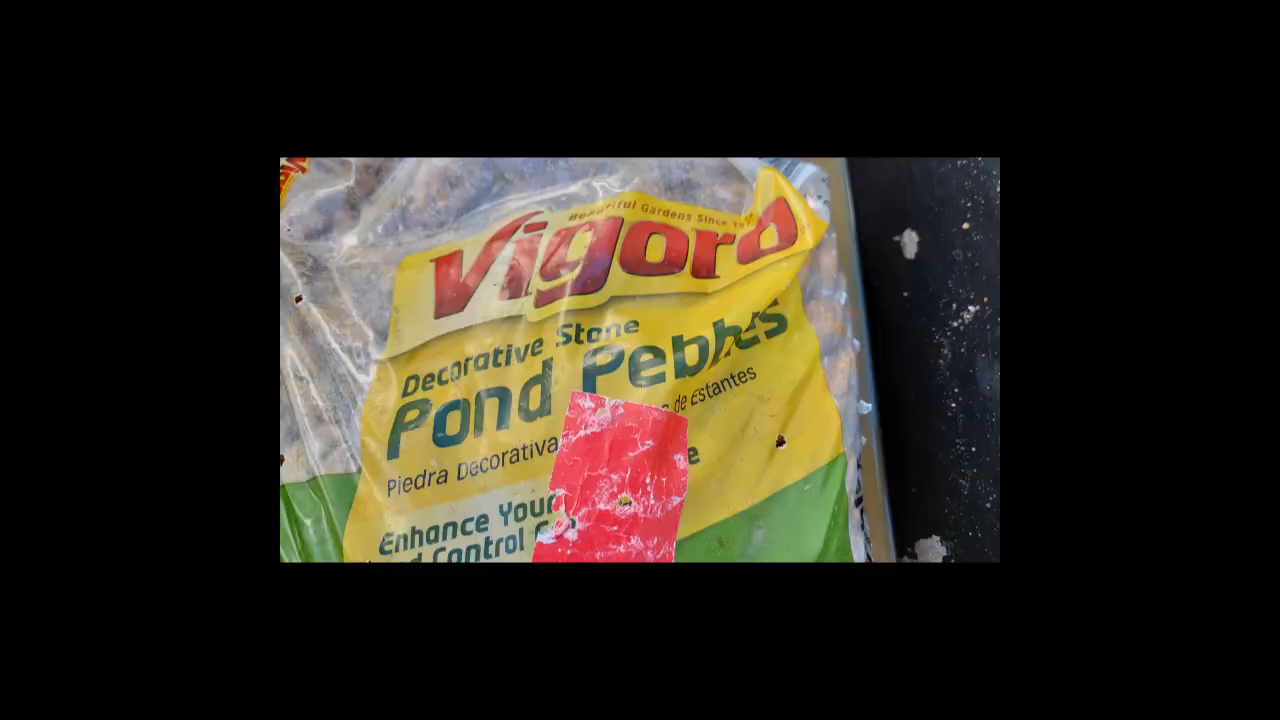 Beautiful Gardens Since
Vigoro
Decorative Stone
Pond Pebbles
Piedra Decorativa de Estantes
Enhance Your
Control